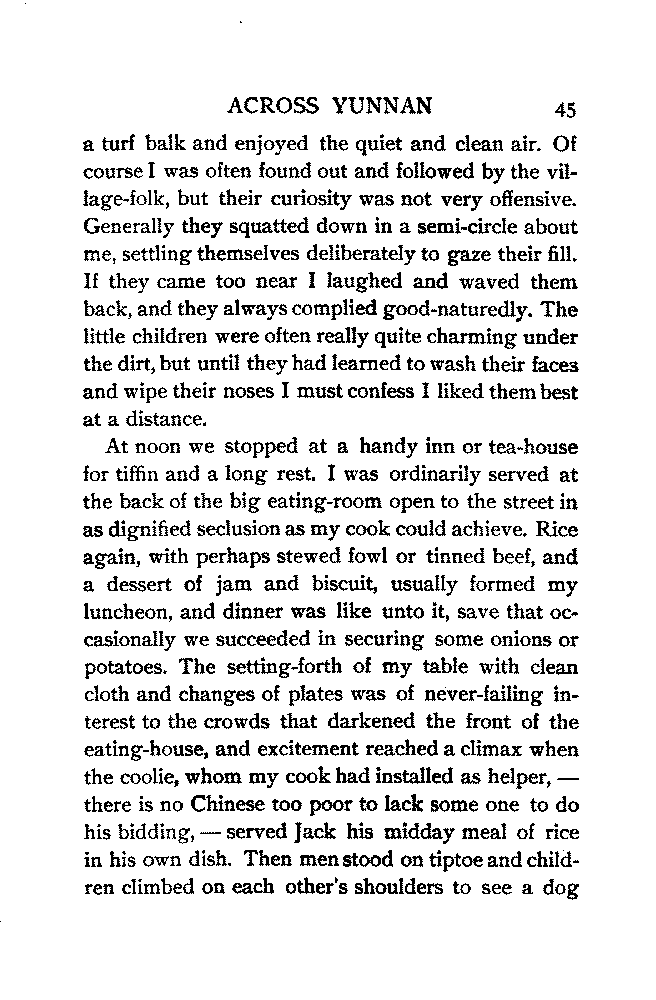 ACROSS YUNNAN 45
a turf balk and enjoyed the quiet and clean air. Of
course I was often found out and followed by the vil-
lage-folk, but their curiosity was not very offensive.
Generally they squatted down in a semi-circle about
me, settling themselves deliberately to gaze their fill.
If they came too near I laughed and waved them
back, and they always complied good-naturedly. The
little children were often really quite charming under
the dirt, but until they had learned to wash their faces
and wipe their noses I must confess I liked them best
at a distance.
At noon we stopped at a handy inn or tea-house
for tiffin and a long rest. I was ordinarily served at
the back of the big eating-room open to the street in
as dignified seclusion as my cook could achieve. Rice
again, with perhaps stewed fowl or tinned beef, and
a dessert of jam and biscuit, usually formed my
luncheon, and dinner was like unto it, save that oc-
casionally we succeeded in securing some onions or
potatoes. The setting-forth of my table with clean
cloth and changes of plates was of never-failing in-
terest to the crowds that darkened the front of the
eating-house, and excitement reached a climax when
the coolie, whom my cook had installed as helper, —
there is no Chinese too poor to lack some one to do
his bidding, — served Jack his midday meal of rice
in his own dish. Then men stood on tiptoe and child-
ren climbed on each other's shoulders to see a dog